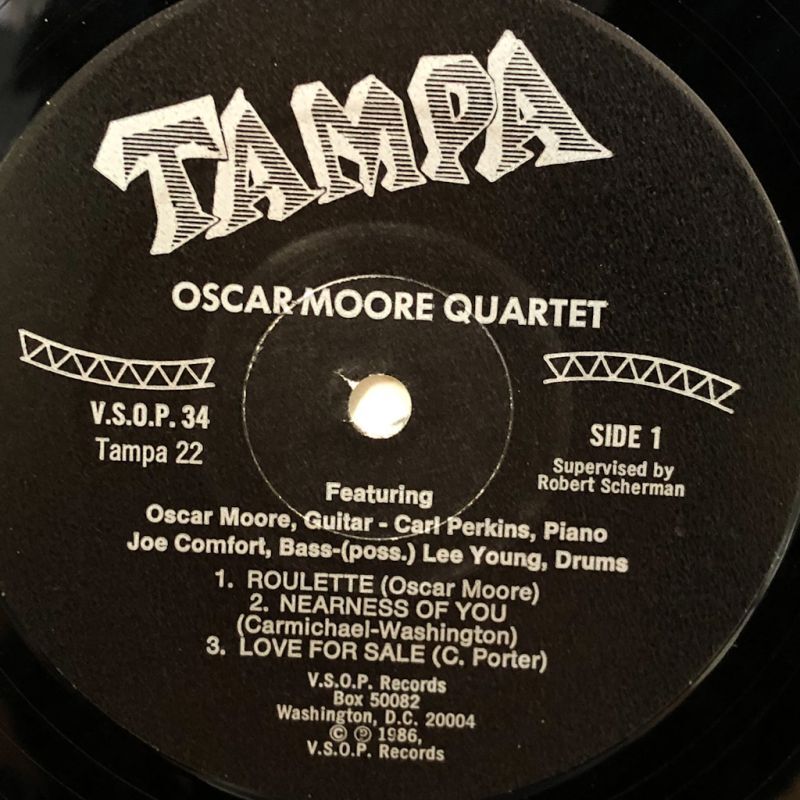 TAMPA
OSCAR MOORE QUARTET
V.S.O.P. 34
Tampa 22
SIDE 1
Supervised by
Robert Scherman
Featuring
Oscar Moore, Guitar - Carl Perkins, Piano
Joe Comfort, Bass-(poss.) Lee Young, Drums
1. ROULETTE (Oscar Moore)
2. NEARNESS OF YOU
(Carmichael-Washington)
3. LOVE FOR SALE (C. Porter)
V.S.O.P. Records
Box 50082
Washington, D.C. 20004
© ℗ 1986,
V.S.O.P. Records